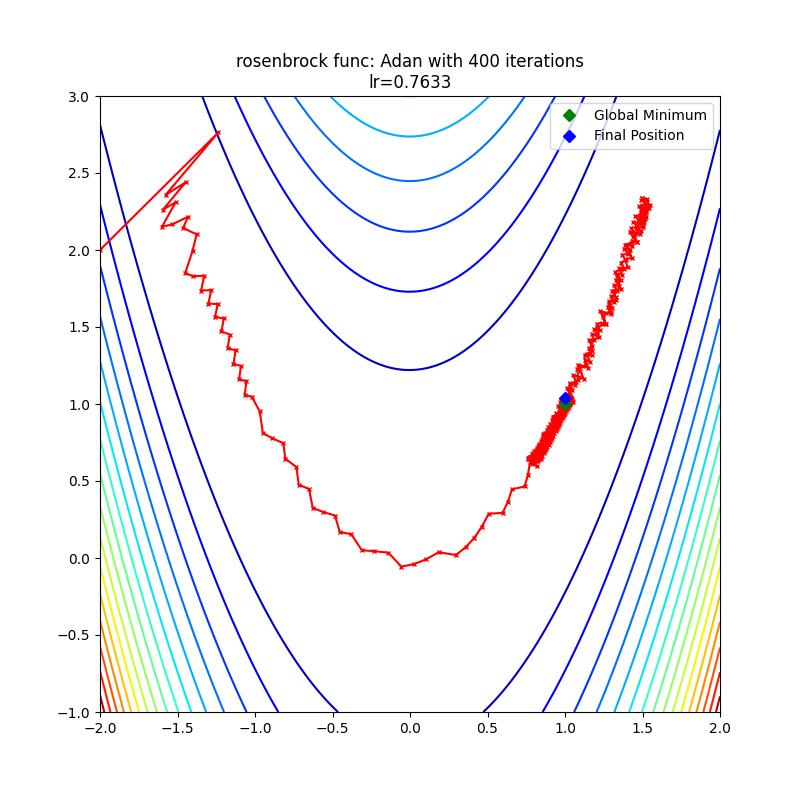 rosenbrock func: Adan with 400 iterations
lr=0.7633
Global Minimum
Final Position
3.0
2.5
2.0
1.5
1.0
0.5
0.0
−0.5
−1.0
−2.0 −1.5 −1.0 −0.5 0.0 0.5 1.0 1.5 2.0